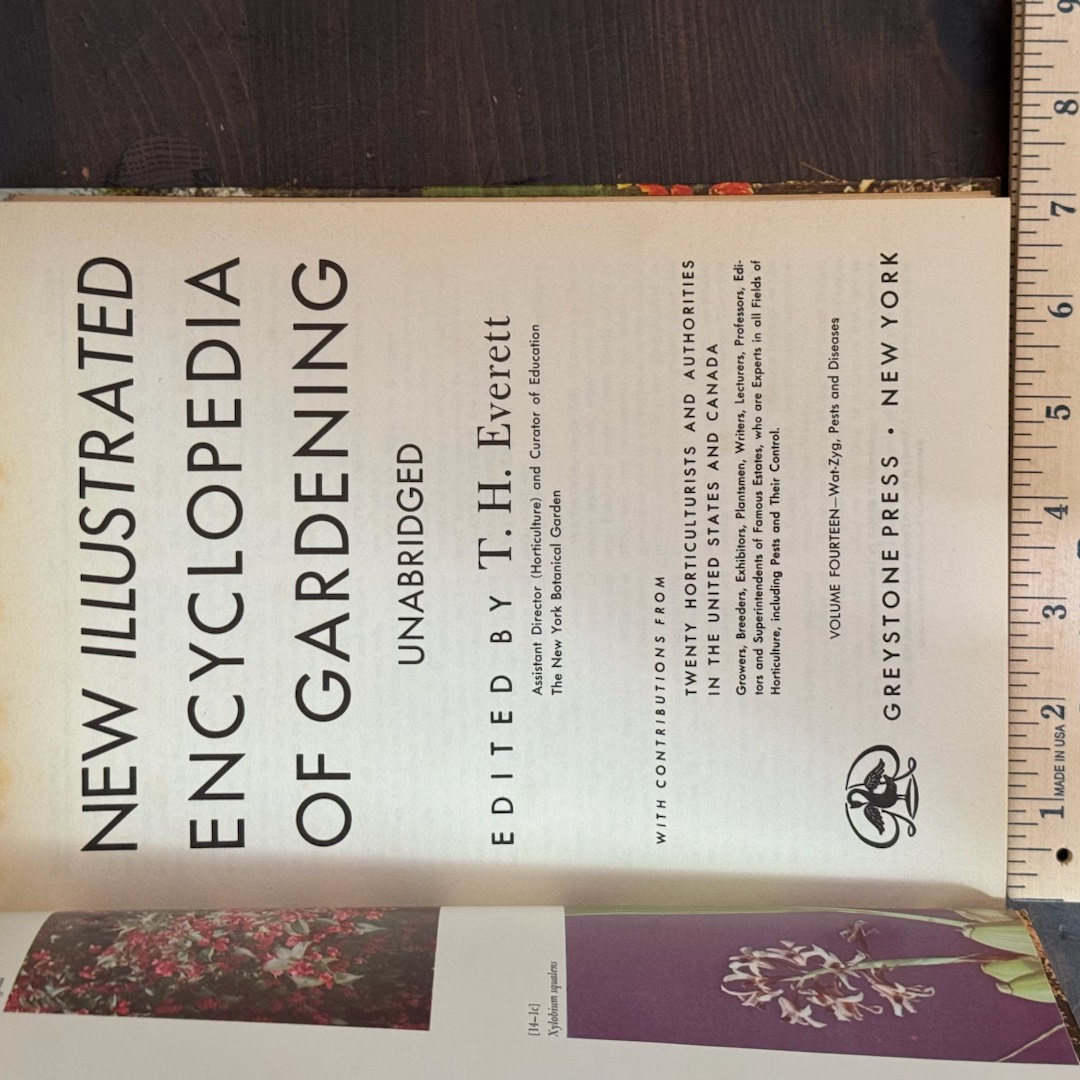 NEW ILLUSTRATED
ENCYCLOPEDIA
OF GARDENING
UNABRIDGED
EDITED BY T. H. Everett
Assistant Director (Horticulture) and Curator of Education
The New York Botanical Garden
WITH CONTRIBUTIONS FROM
TWENTY HORTICULTURISTS AND AUTHORITIES
IN THE UNITED STATES AND CANADA
Growers, Breeders, Exhibitors, Plantsmen, Writers, Lecturers, Professors, Edi-
tors and Superintendents of Famous Estates, who are Experts in all Fields of
Horticulture, including Pests and Their Control.
VOLUME FOURTEEN—Wat-Zyg, Pests and Diseases
GREYSTONE PRESS • NEW YORK
[14–1c]
Xylobium squalens
1 MADE IN USA 2 3 4 5 6 7 8 9